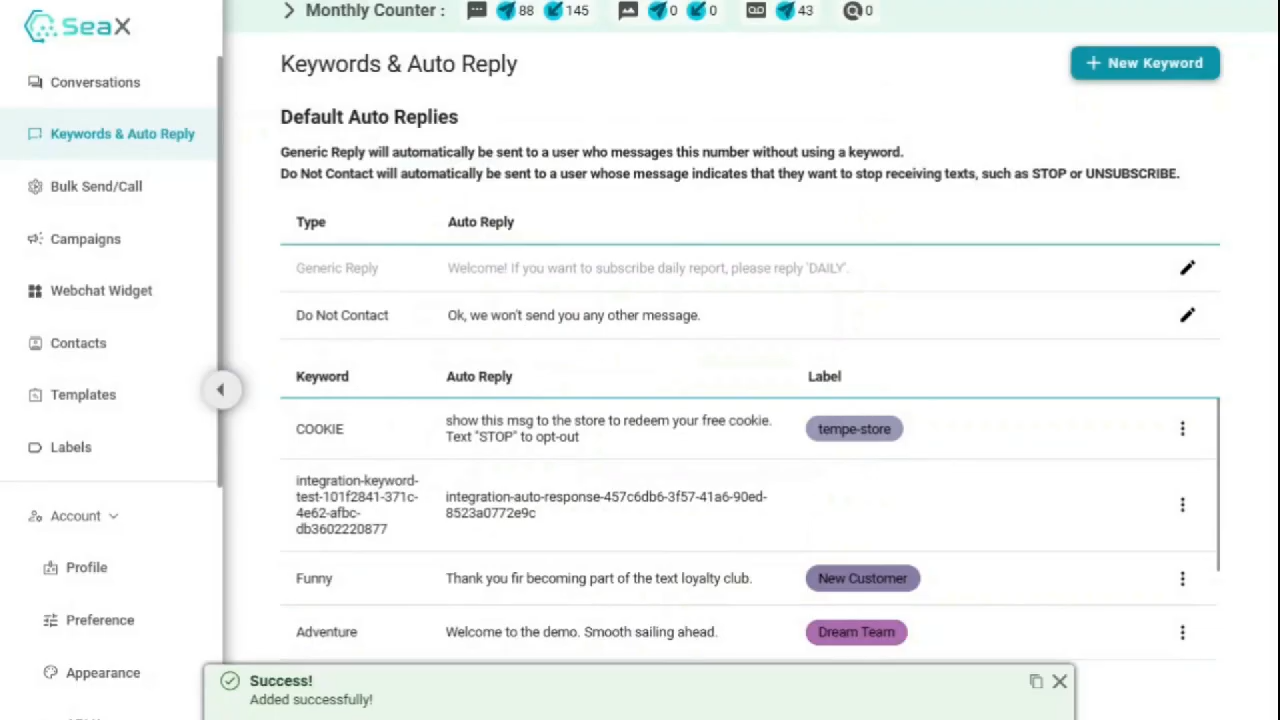 SeaX
Monthly Counter : 88 145 0 0 43 0
Conversations
Keywords & Auto Reply
Bulk Send/Call
Campaigns
Webchat Widget
Contacts
Templates
Labels
Account
Profile
Preference
Appearance
Keywords & Auto Reply
+ New Keyword
Default Auto Replies
Generic Reply will automatically be sent to a user who messages this number without using a keyword.
Do Not Contact will automatically be sent to a user whose message indicates that they want to stop receiving texts, such as STOP or UNSUBSCRIBE.
Type Auto Reply
Generic Reply Welcome! If you want to subscribe daily report, please reply 'DAILY'.
Do Not Contact Ok, we won't send you any other message.
Keyword Auto Reply Label
COOKIE
show this msg to the store to redeem your free cookie.
Text "STOP" to opt-out
tempe-store
integration-keyword-
test-101f2841-371c-
4e62-afbc-
db3602220877
integration-auto-response-457c6db6-3f57-41a6-90ed-
8523a0772e9c
Funny Thank you fir becoming part of the text loyalty club. New Customer
Adventure Welcome to the demo. Smooth sailing ahead. Dream Team
Success!
Added successfully!